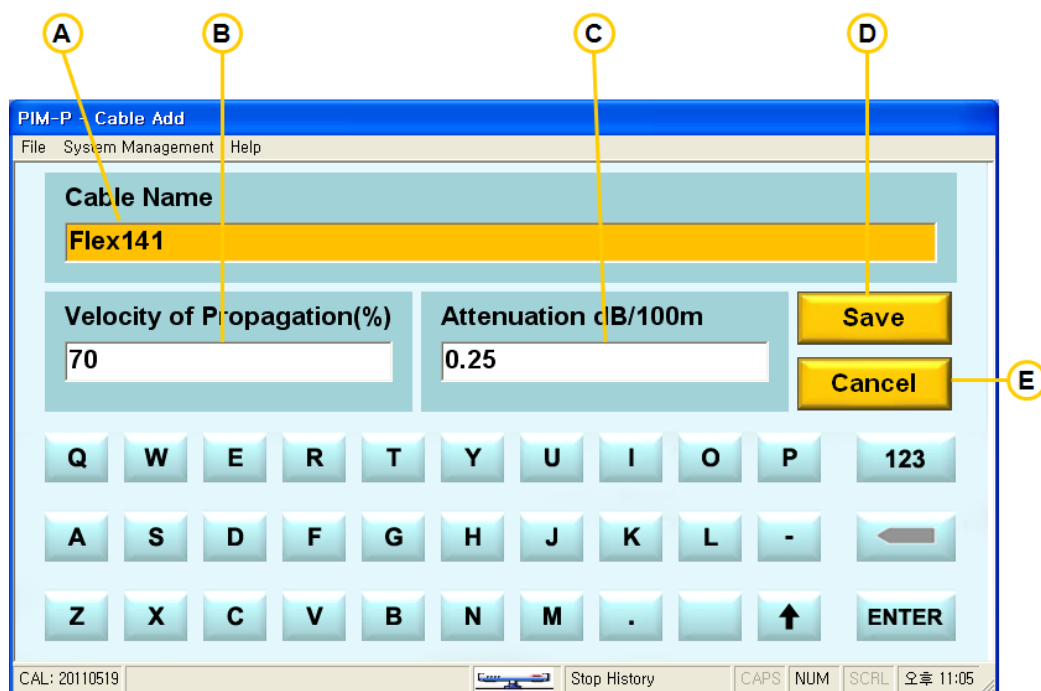 A B C D
PIM-P - Cable Add
File System Management Help
Cable Name
Flex141
Velocity of Propagation(%) Attenuation dB/100m Save
70 0.25
Cancel E
Q W E R T Y U I O P 123
A S D F G H J K L -
Z X C V B N M . ENTER
CAL: 20110519 Stop History CAPS NUM SCRL 오후 11:05